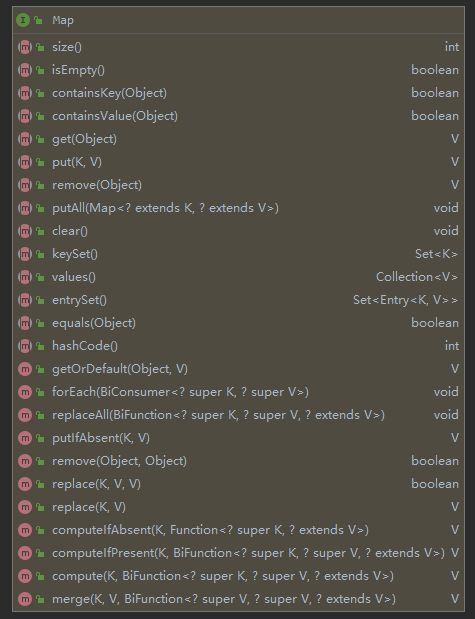 Map
size() int
isEmpty() boolean
containsKey(Object) boolean
containsValue(Object) boolean
get(Object) V
put(K, V) V
remove(Object) V
putAll(Map<? extends K, ? extends V>) void
clear() void
keySet() Set<K>
values() Collection<V>
entrySet() Set<Entry<K, V>>
equals(Object) boolean
hashCode() int
getOrDefault(Object, V) V
forEach(BiConsumer<? super K, ? super V>) void
replaceAll(BiFunction<? super K, ? super V, ? extends V>) void
putIfAbsent(K, V) V
remove(Object, Object) boolean
replace(K, V, V) boolean
replace(K, V) V
computeIfAbsent(K, Function<? super K, ? extends V>) V
computeIfPresent(K, BiFunction<? super K, ? super V, ? extends V>) V
compute(K, BiFunction<? super K, ? super V, ? extends V>) V
merge(K, V, BiFunction<? super V, ? super V, ? extends V>) V